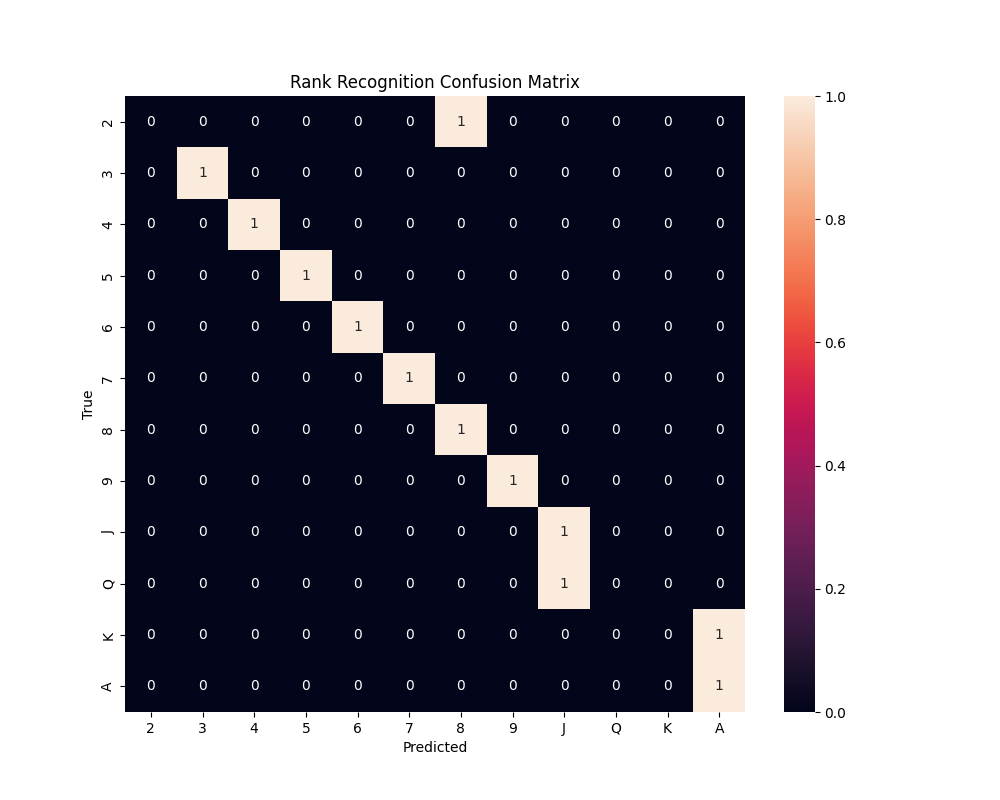 Rank Recognition Confusion Matrix
2 0 0 0 0 0 0 1 0 0 0 0 0
3 0 1 0 0 0 0 0 0 0 0 0 0
4 0 0 1 0 0 0 0 0 0 0 0 0
5 0 0 0 1 0 0 0 0 0 0 0 0
6 0 0 0 0 1 0 0 0 0 0 0 0
7 0 0 0 0 0 1 0 0 0 0 0 0
8 0 0 0 0 0 0 1 0 0 0 0 0
9 0 0 0 0 0 0 0 1 0 0 0 0
J 0 0 0 0 0 0 0 0 1 0 0 0
Q 0 0 0 0 0 0 0 0 1 0 0 0
K 0 0 0 0 0 0 0 0 0 0 0 1
A 0 0 0 0 0 0 0 0 0 0 0 1
2 3 4 5 6 7 8 9 J Q K A
True
Predicted
1.0
0.8
0.6
0.4
0.2
0.0